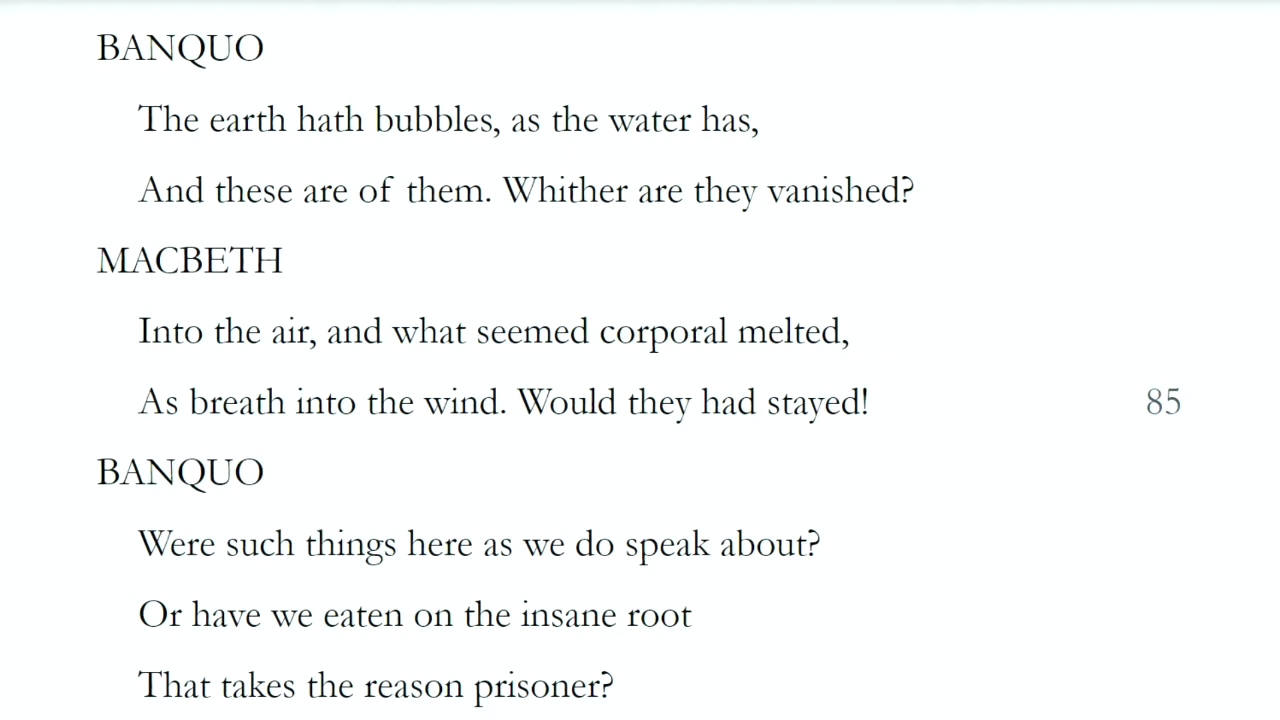 BANQUO
The earth hath bubbles, as the water has,
And these are of them. Whither are they vanished?
MACBETH
Into the air, and what seemed corporal melted,
As breath into the wind. Would they had stayed! 85
BANQUO
Were such things here as we do speak about?
Or have we eaten on the insane root
That takes the reason prisoner?